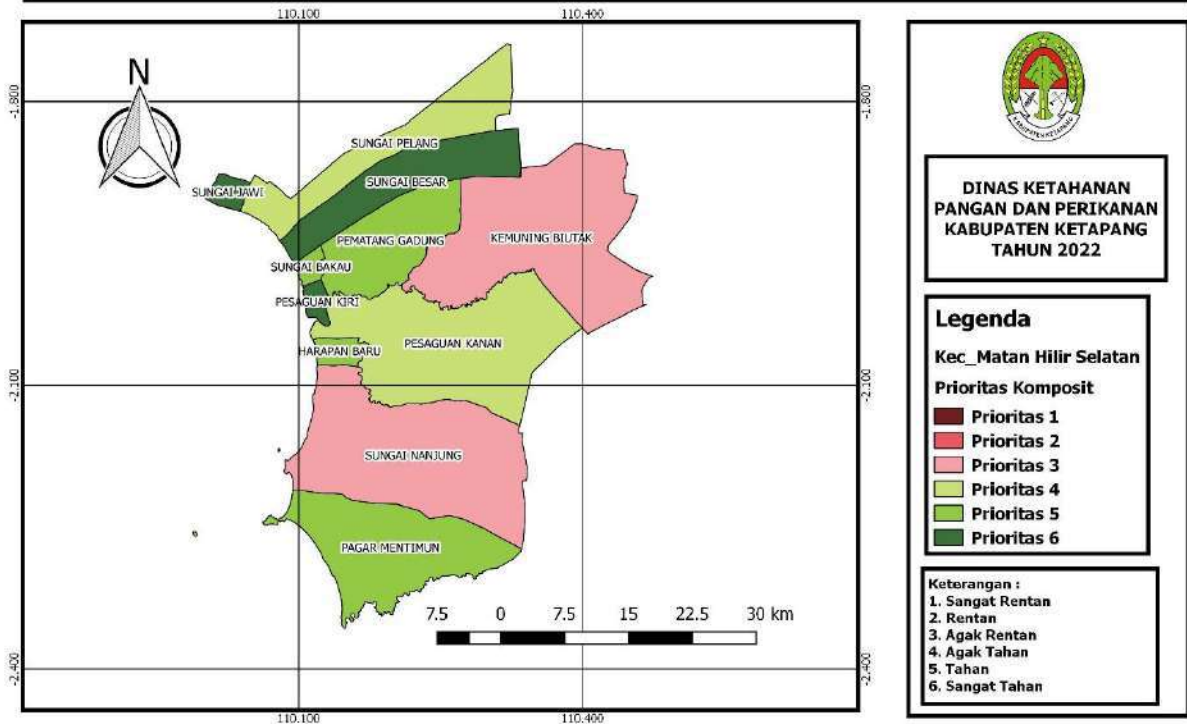 110.100
110.400
N
-1.800
-1.800
SUNGAI PELANG
SUNGAI JAWI
SUNGAI BESAR
PEMATANG GADUNG
KEMUNING BIUTAK
SUNGAI BAKAU
PESAGUAN KIRI
PESAGUAN KANAN
HARAPAN BARU
-2.100
-2.100
SUNGAI NANJUNG
PAGAR MENTIMUN
7.5 0 7.5 15 22.5 30 km
-2.400
-2.400
110.100
110.400
KABUPATEN KETAPANG
DINAS KETAHANAN
PANGAN DAN PERIKANAN
KABUPATEN KETAPANG
TAHUN 2022
Legenda
Kec_Matan Hilir Selatan
Prioritas Komposit
Prioritas 1
Prioritas 2
Prioritas 3
Prioritas 4
Prioritas 5
Prioritas 6
Keterangan :
1. Sangat Rentan
2. Rentan
3. Agak Rentan
4. Agak Tahan
5. Tahan
6. Sangat Tahan